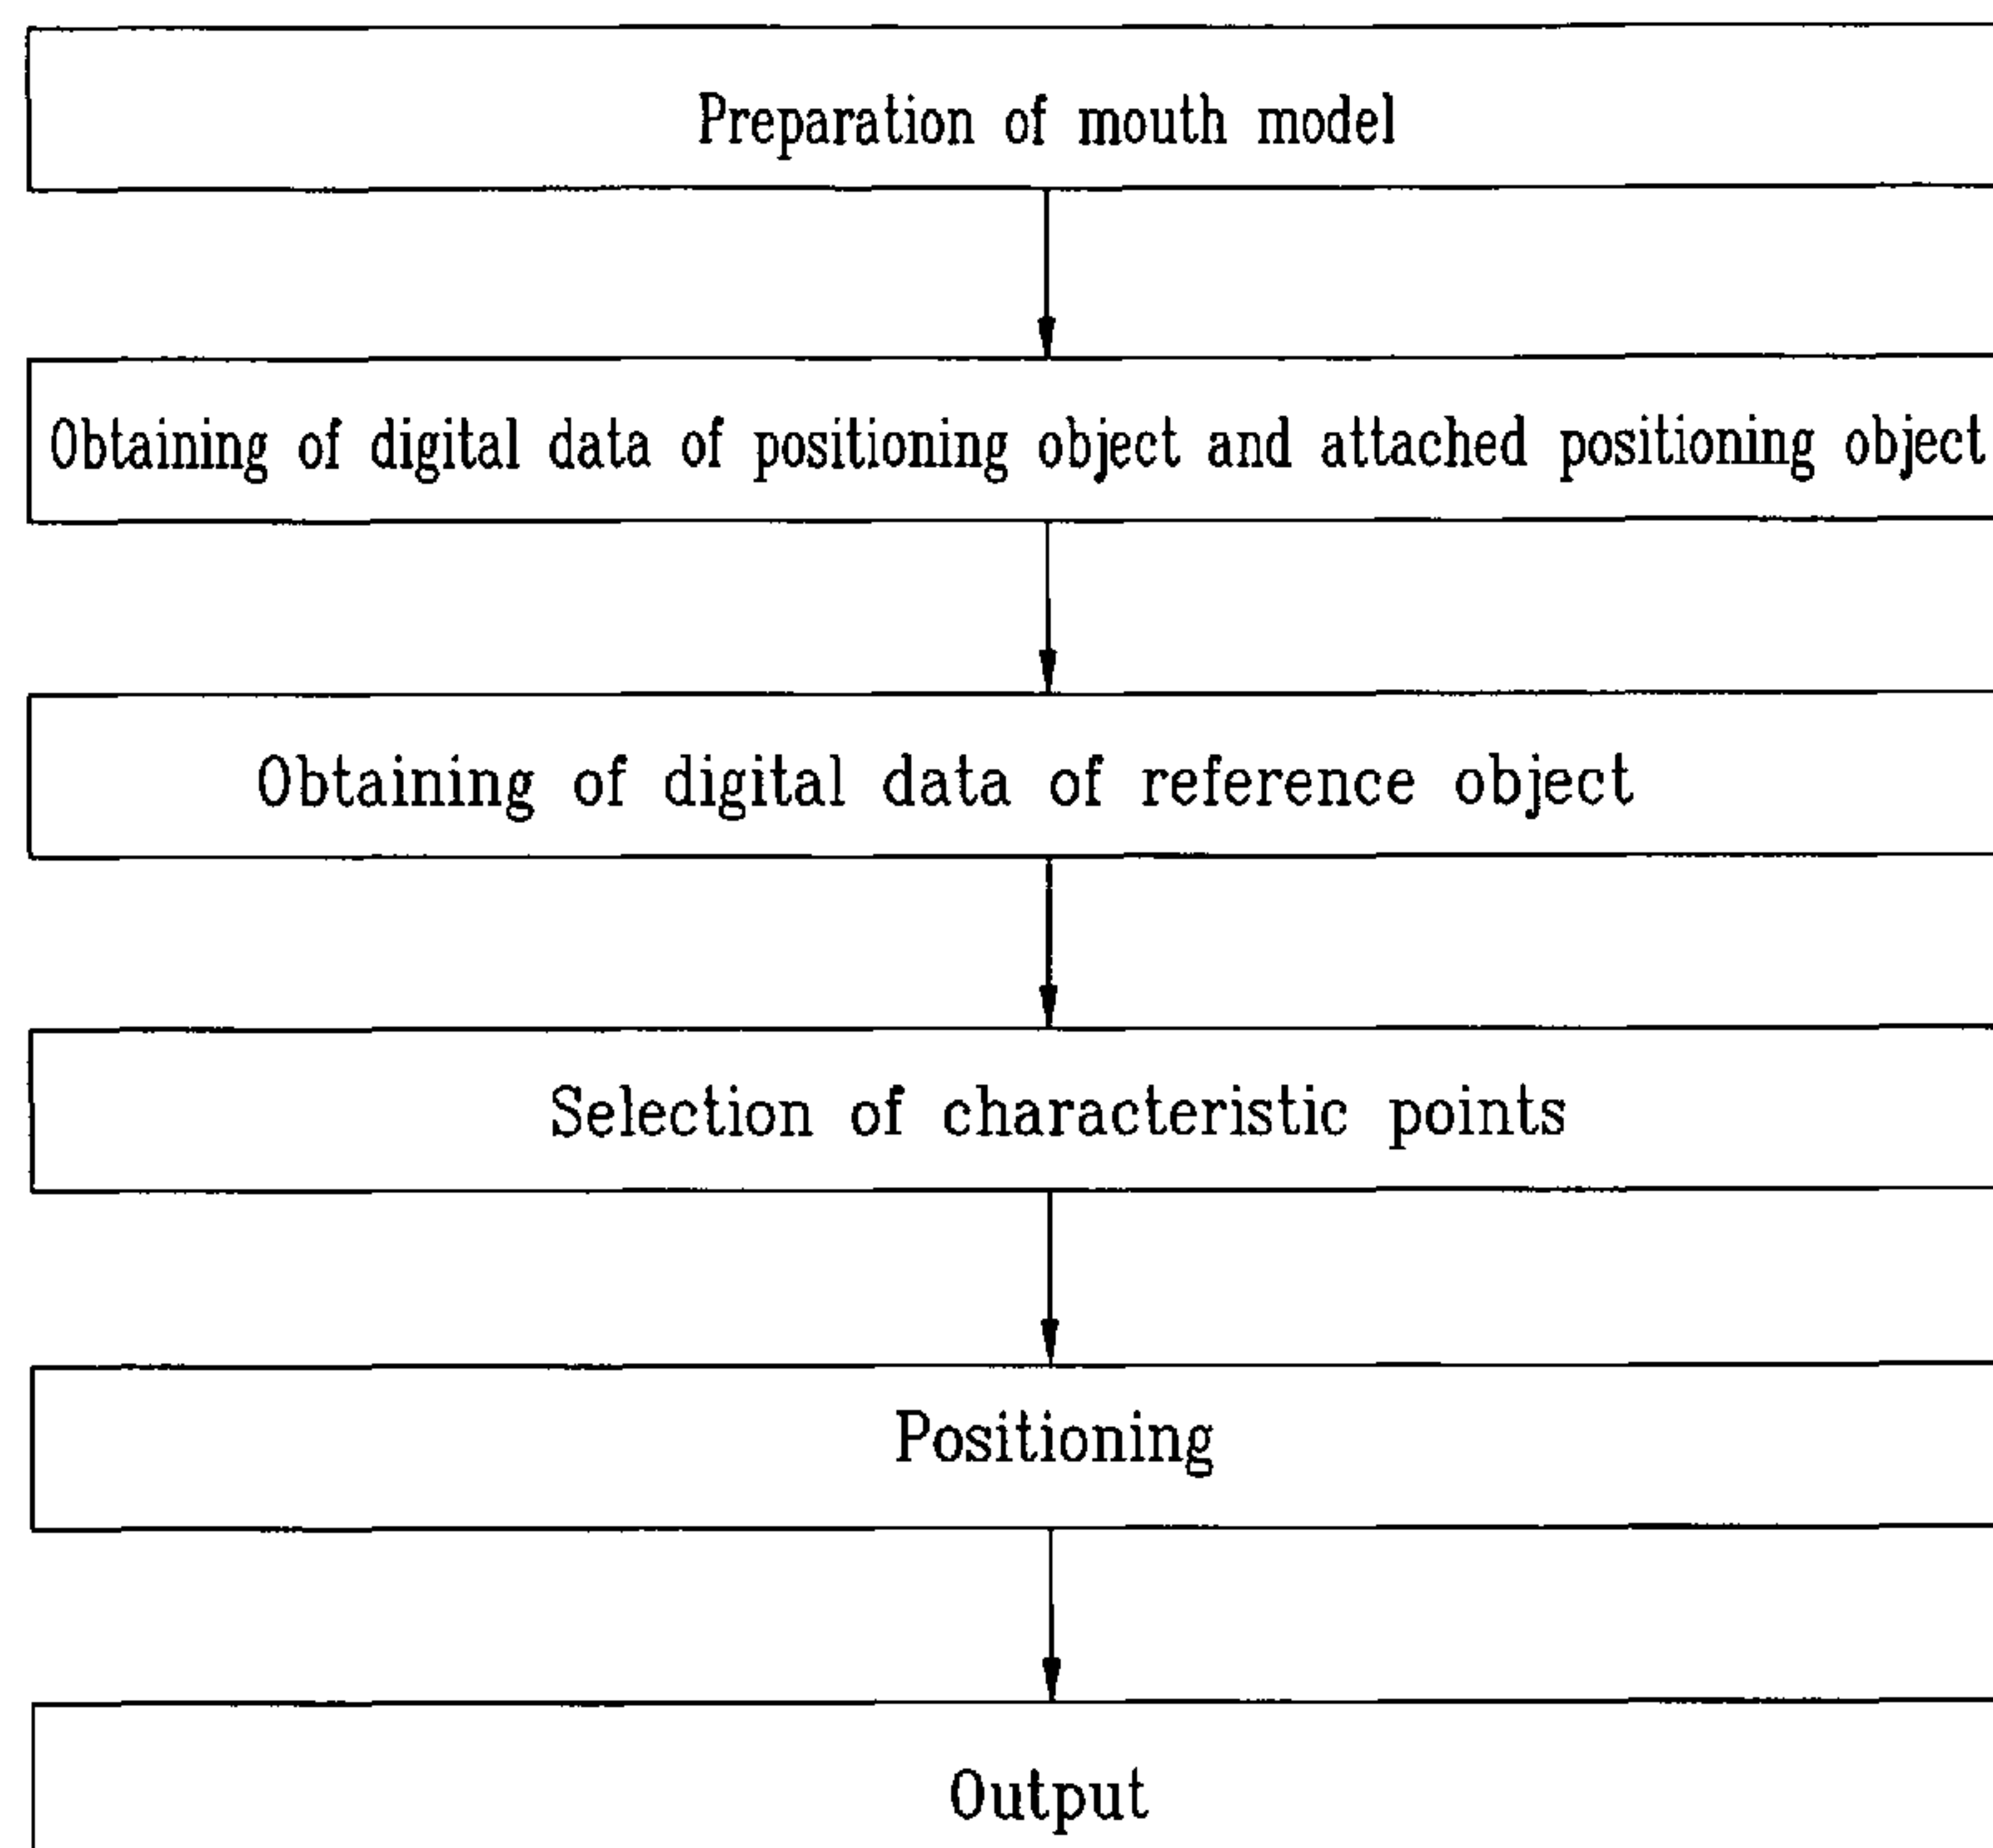 Preparation of mouth model
Obtaining of digital data of positioning object and attached positioning object
Obtaining of digital data of reference object
Selection of characteristic points
Positioning
Output